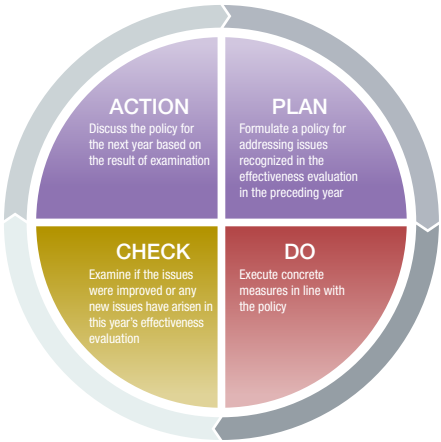 ACTION
Discuss the policy for
the next year based on
the result of examination
PLAN
Formulate a policy for
addressing issues
recognized in the
effectiveness evaluation
in the preceding year
CHECK
Examine if the issues
were improved or any
new issues have arisen in
this year's effectiveness
evaluation
DO
Execute concrete
measures in line with
the policy